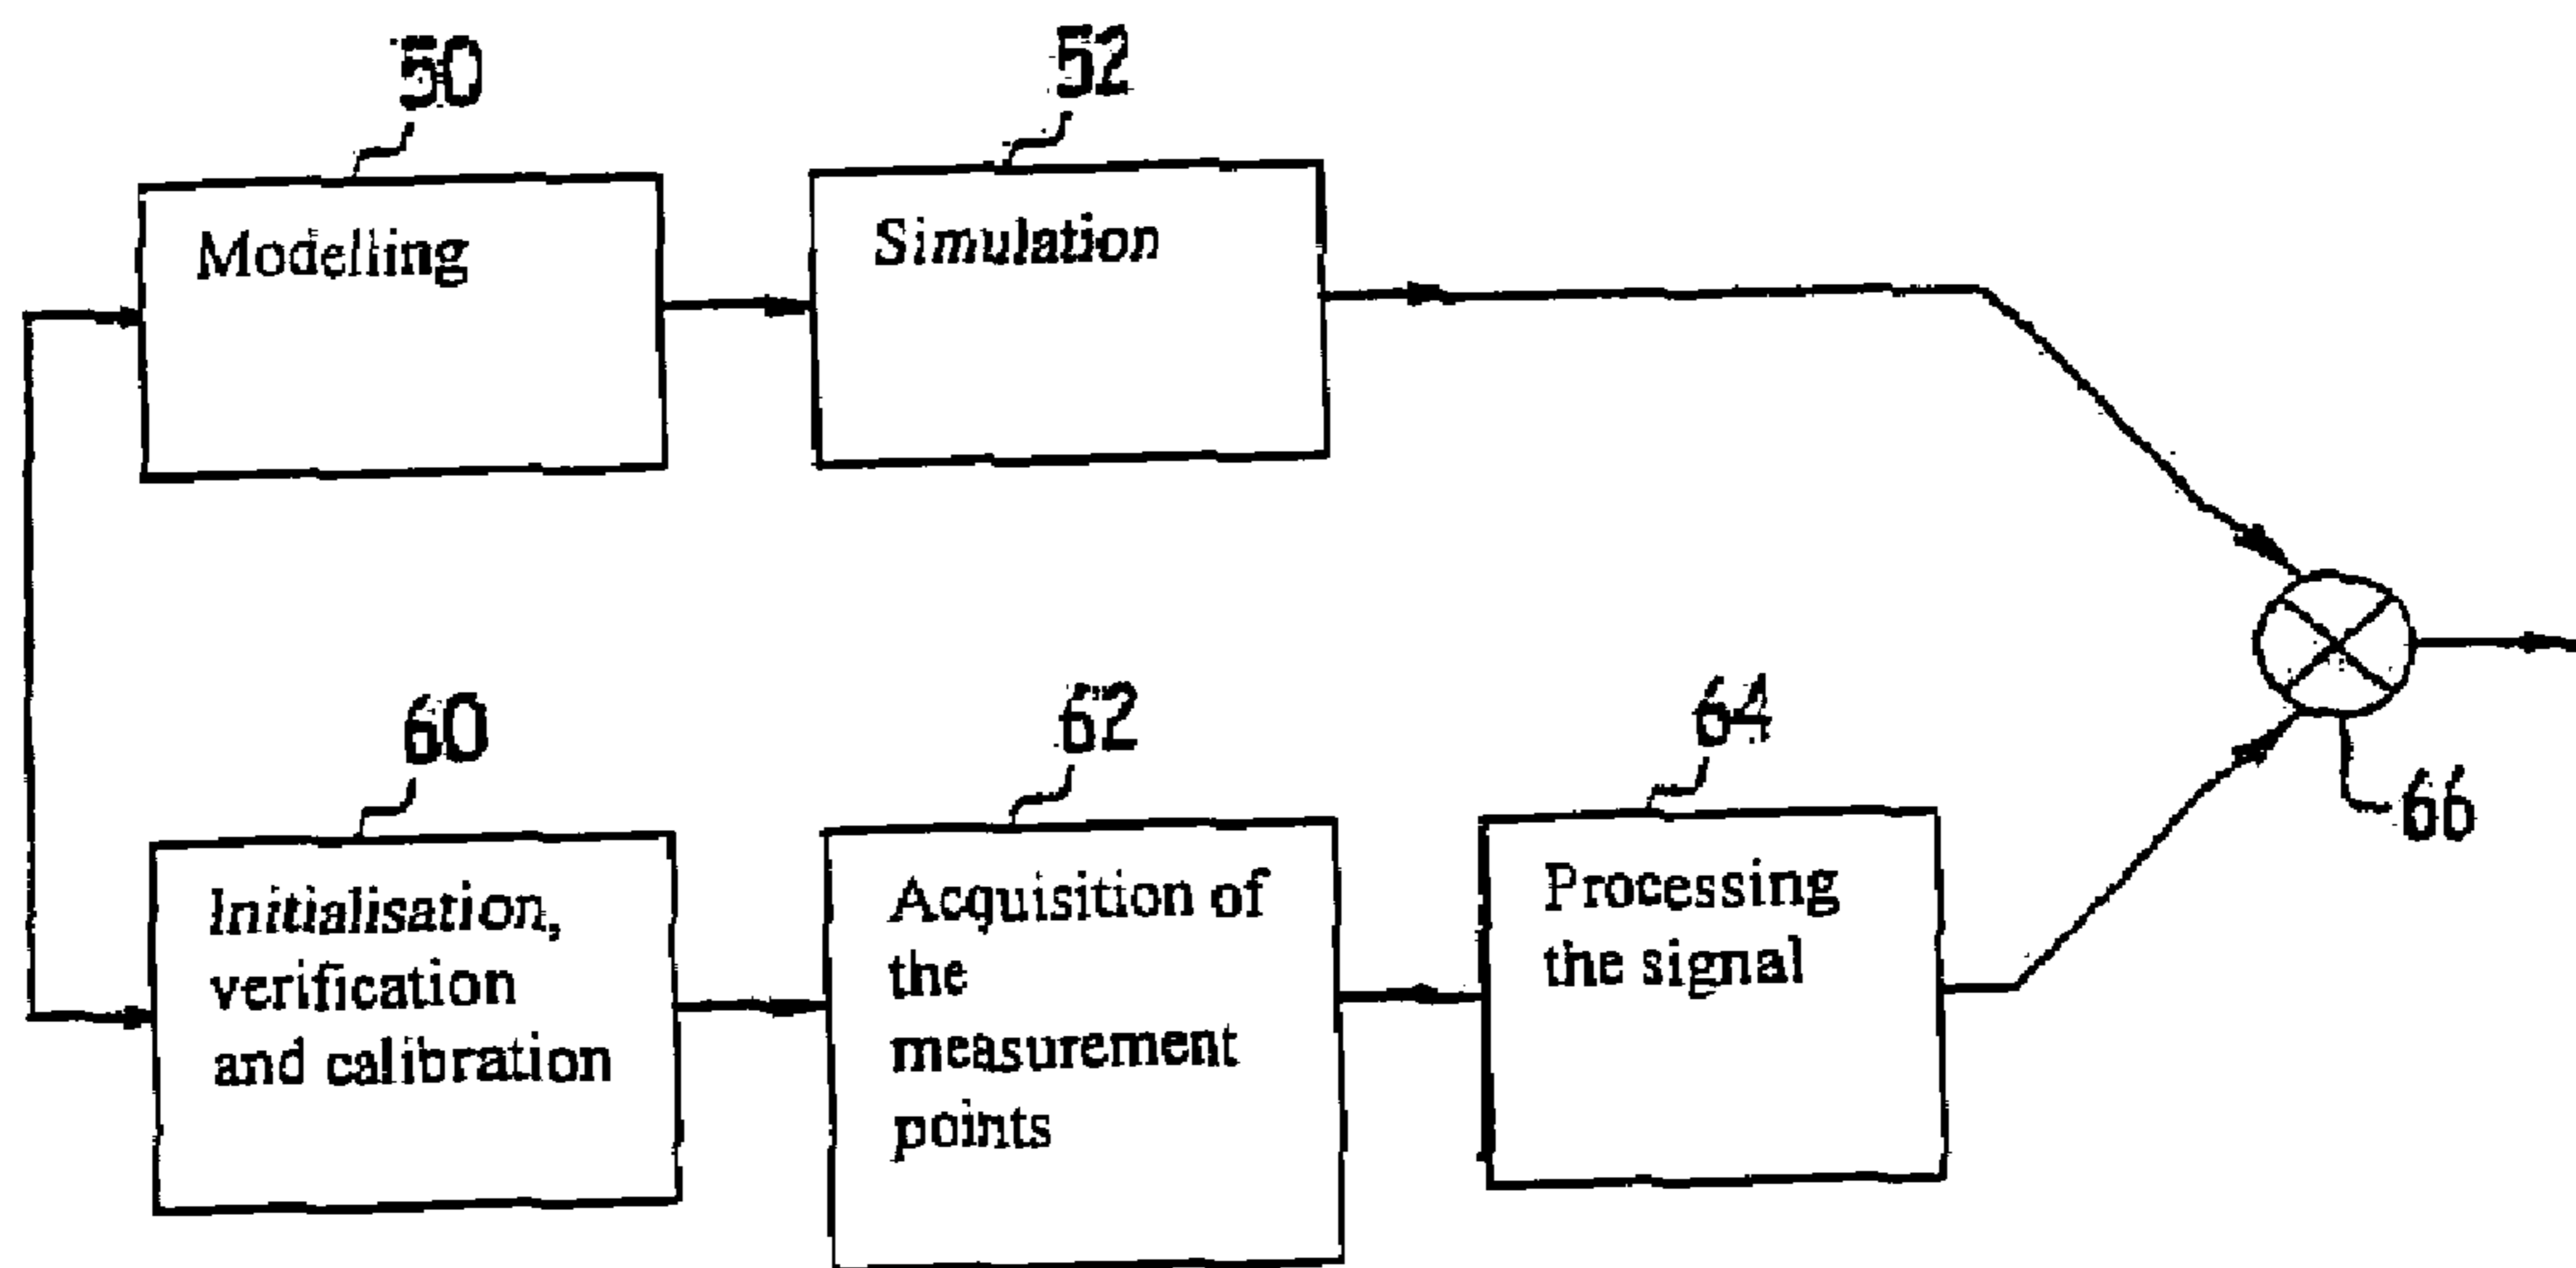 50
52
Modelling
Simulation
60
62
64
66
Initialisation,
verification
and calibration
Acquisition of
the
measurement
points
Processing
the signal